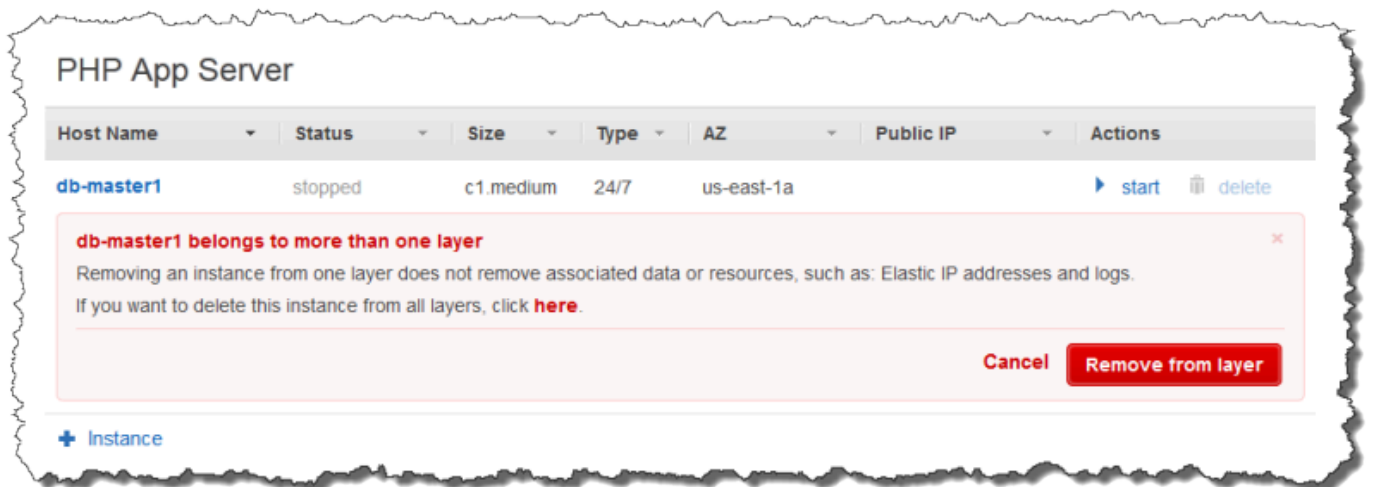 PHP App Server
Host Name Status Size Type AZ Public IP Actions
db-master1 stopped c1.medium 24/7 us-east-1a start delete
db-master1 belongs to more than one layer ×
Removing an instance from one layer does not remove associated data or resources, such as: Elastic IP addresses and logs.
If you want to delete this instance from all layers, click here.
Cancel Remove from layer
+ Instance